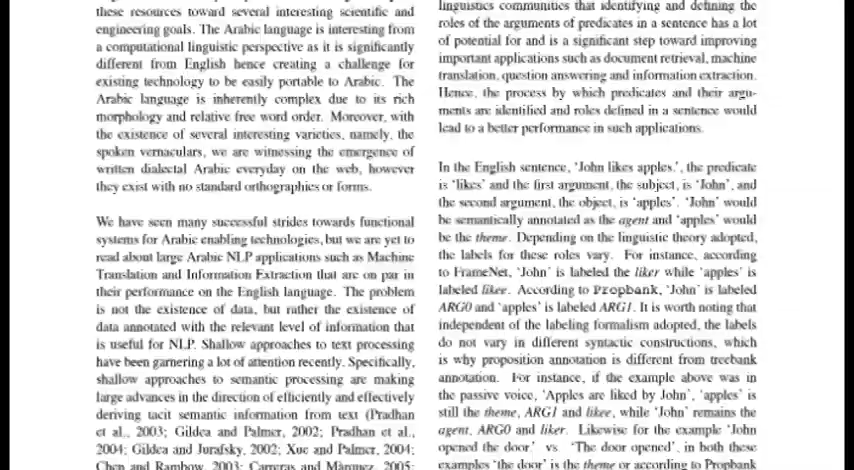 these resources toward several interesting scientific and
engineering goals. The Arabic language is interesting from
a computational linguistic perspective as it is significantly
different from English hence creating a challenge for
existing technology to be easily portable to Arabic. The
Arabic language is inherently complex due to its rich
morphology and relative free word order. Moreover, with
the existence of several interesting varieties, namely, the
spoken vernaculars, we are witnessing the emergence of
written dialectal Arabic everyday on the web, however
they exist with no standard orthographies or forms.
We have seen many successful strides towards functional
systems for Arabic enabling technologies, but we are yet to
read about large Arabic NLP applications such as Machine
Translation and Information Extraction that are on par in
their performance on the English language. The problem
is not the existence of data, but rather the existence of
data annotated with the relevant level of information that
is useful for NLP. Shallow approaches to text processing
have been garnering a lot of attention recently. Specifically,
shallow approaches to semantic processing are making
large advances in the direction of efficiently and effectively
deriving tacit semantic information from text (Pradhan
et al., 2003; Gildea and Palmer, 2002; Pradhan et al.,
2004; Gildea and Jurafsky, 2002; Xue and Palmer, 2004;
Chen and Rambow, 2003; Carreras and Màrquez, 2005;
linguistics communities that identifying and defining the
roles of the arguments of predicates in a sentence has a lot
of potential for and is a significant step toward improving
important applications such as document retrieval, machine
translation, question answering and information extraction.
Hence, the process by which predicates and their argu-
ments are identified and roles defined in a sentence would
lead to a better performance in such applications.
In the English sentence, ‘John likes apples.’, the predicate
is ‘likes’ and the first argument, the subject, is ‘John’, and
the second argument, the object, is ‘apples’. ‘John’ would
be semantically annotated as the agent and ‘apples’ would
be the theme. Depending on the linguistic theory adopted,
the labels for these roles vary. For instance, according
to FrameNet, ‘John’ is labeled the liker while ‘apples’ is
labeled likee. According to Propbank, ‘John’ is labeled
ARG0 and ‘apples’ is labeled ARG1. It is worth noting that
independent of the labeling formalism adopted, the labels
do not vary in different syntactic constructions, which
is why proposition annotation is different from treebank
annotation. For instance, if the example above was in
the passive voice, ‘Apples are liked by John’, ‘apples’ is
still the theme, ARG1 and likee, while ‘John’ remains the
agent, ARG0 and liker. Likewise for the example ‘John
opened the door.’ vs ‘The door opened’, in both these
examples ‘the door’ is the theme or according to Propbank